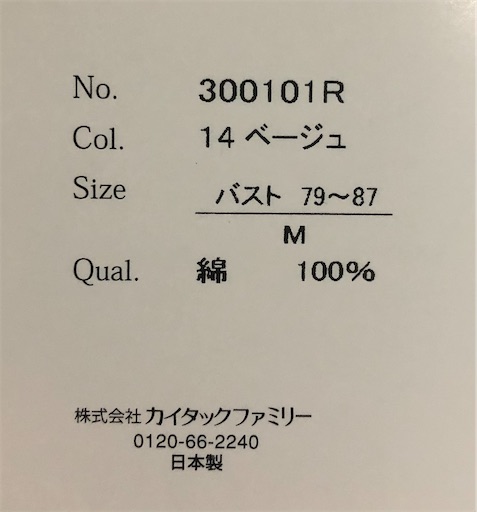 No. 300101R
Col. 14 ベージュ
Size バスト 79～87
M
Qual. 綿 100%
株式会社 カイタックファミリー
0120-66-2240
日本製